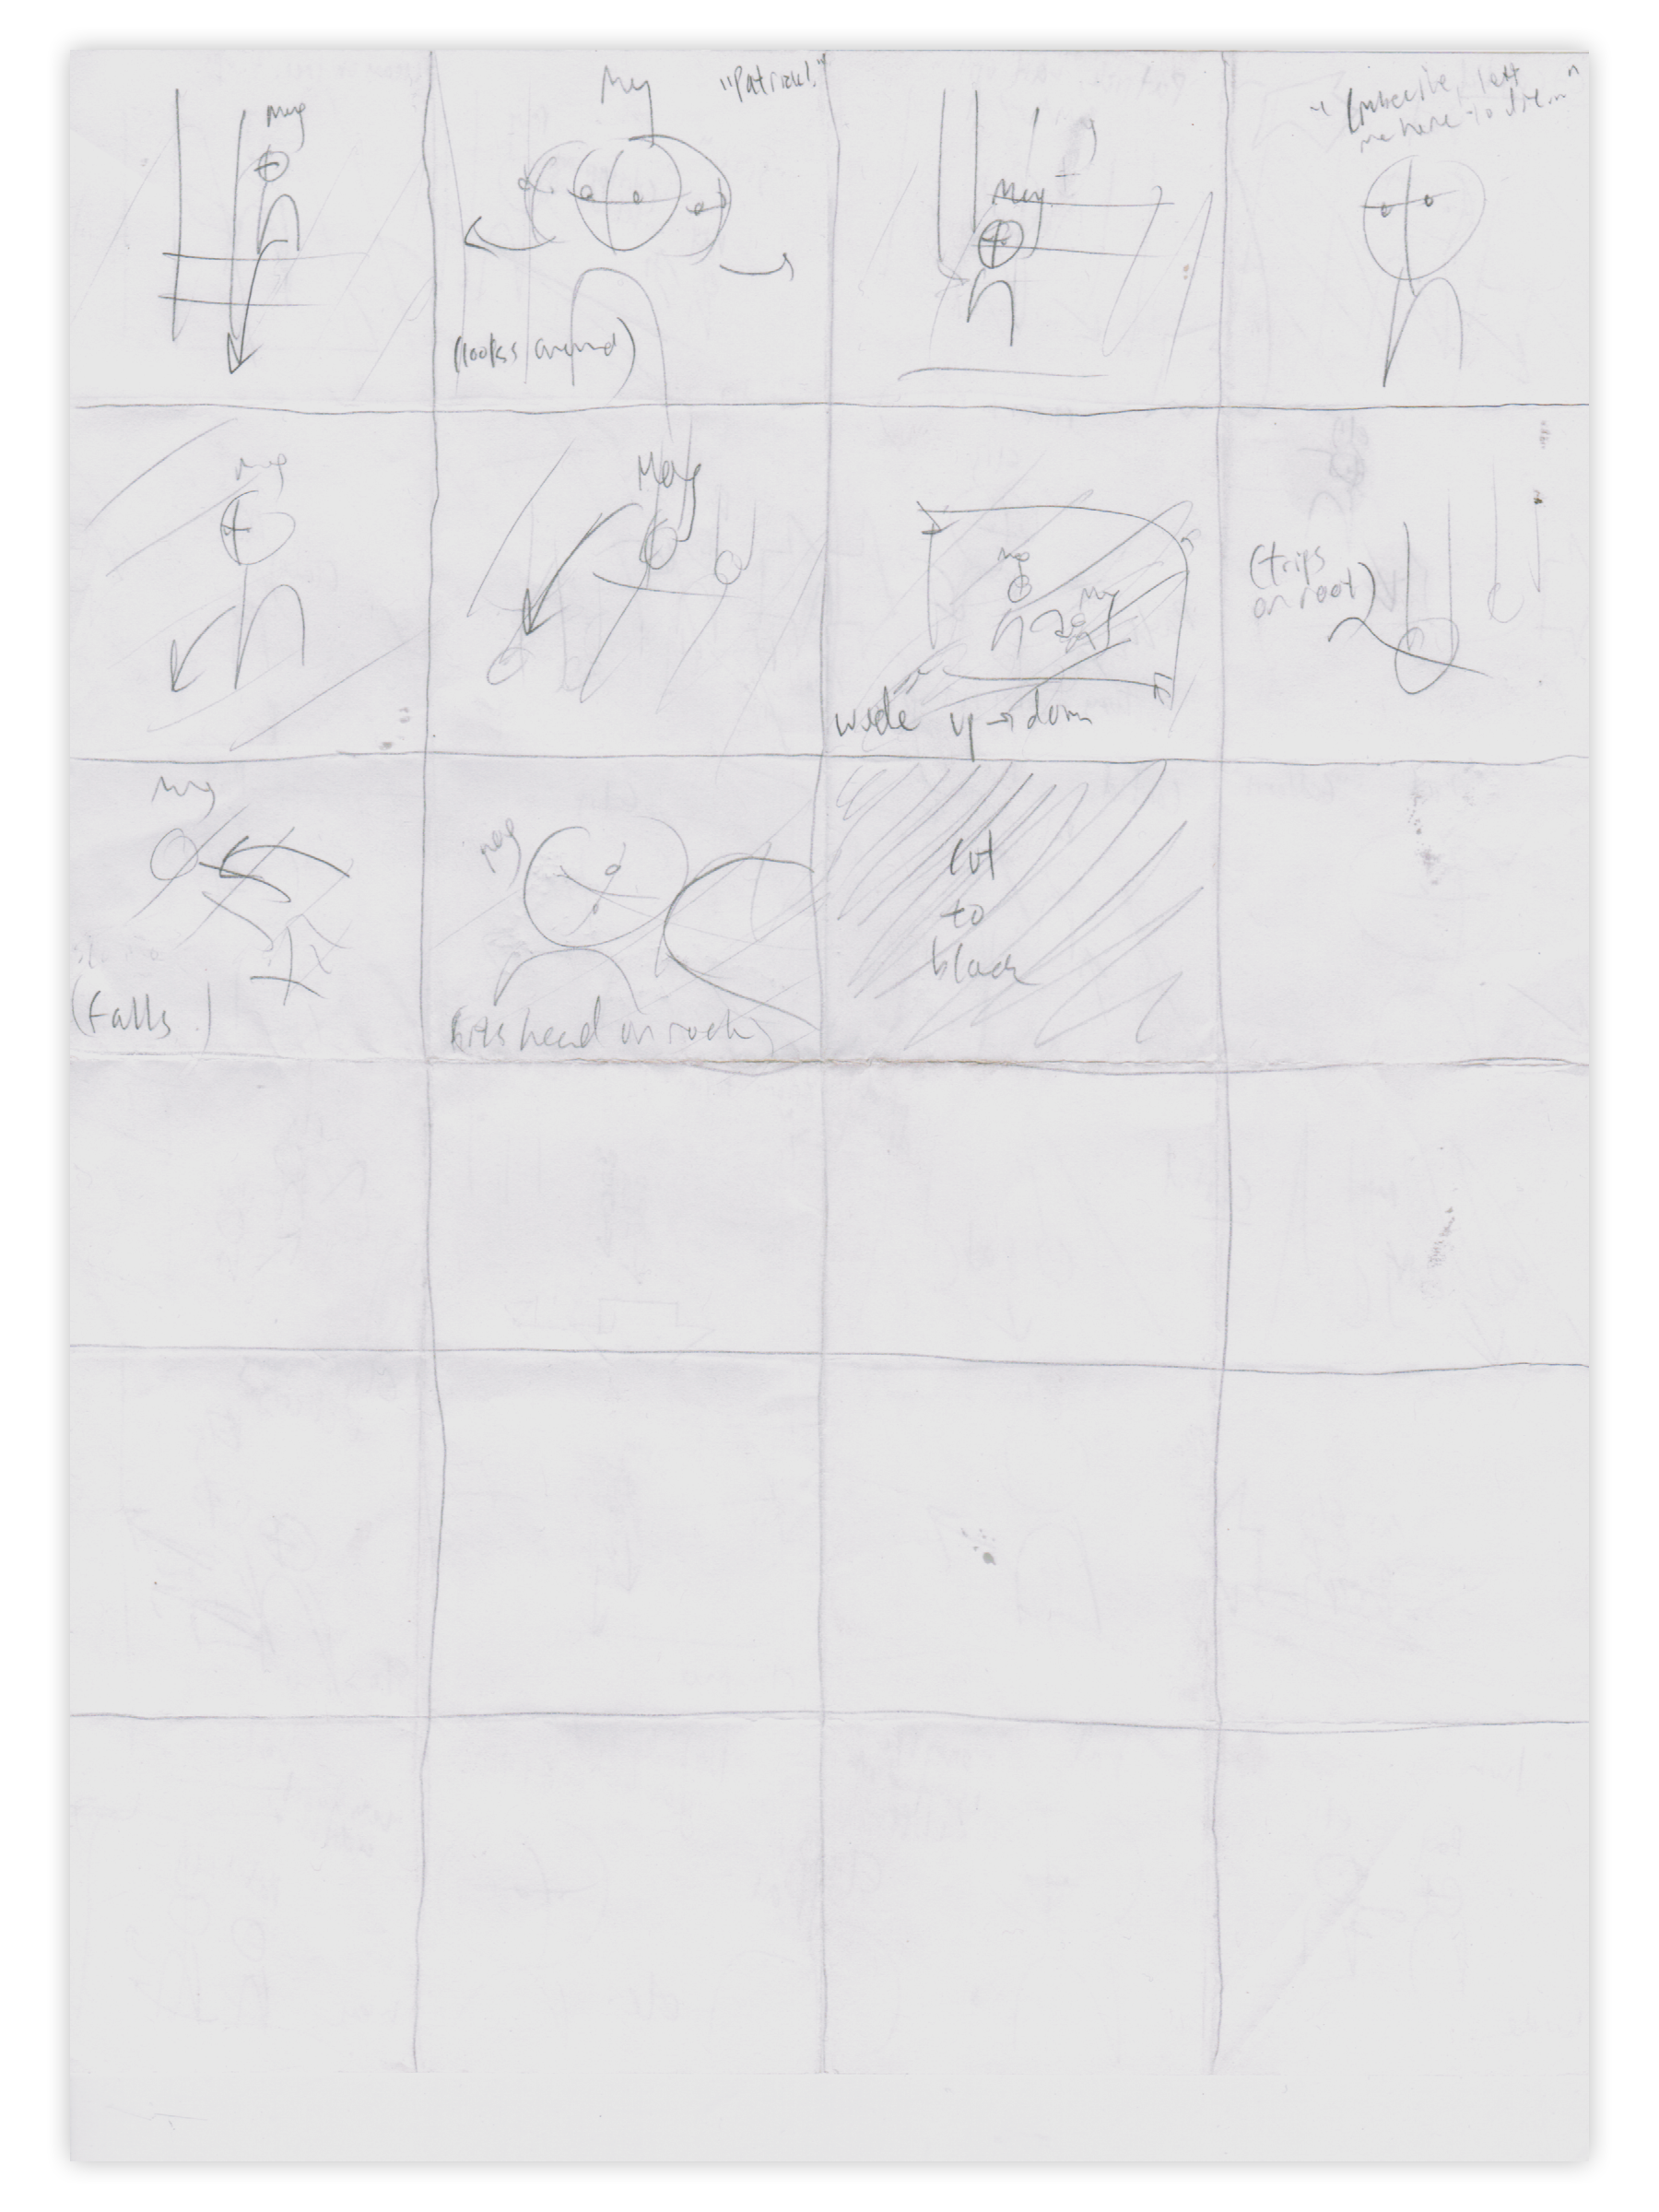 Meg
Meg
"Patrick!"
(looks around)
Meg
"Imbecile, left
me here to die..."
Meg
Meg
Meg
Meg
wide up → down
(trips
on root)
Meg
(falls)
Meg
hits head on rock
cut
to
black